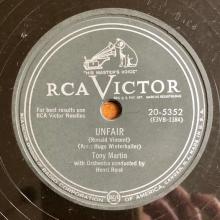 "HIS MASTER'S VOICE"
RCA VICTOR
For best results use
RCA Victor Needles
20-5352
(E3VB-3384)
UNFAIR
(Ronald Vincent)
(Arr.: Hugo Winterhalter)
Tony Martin
with Orchestra conducted by
Henri René